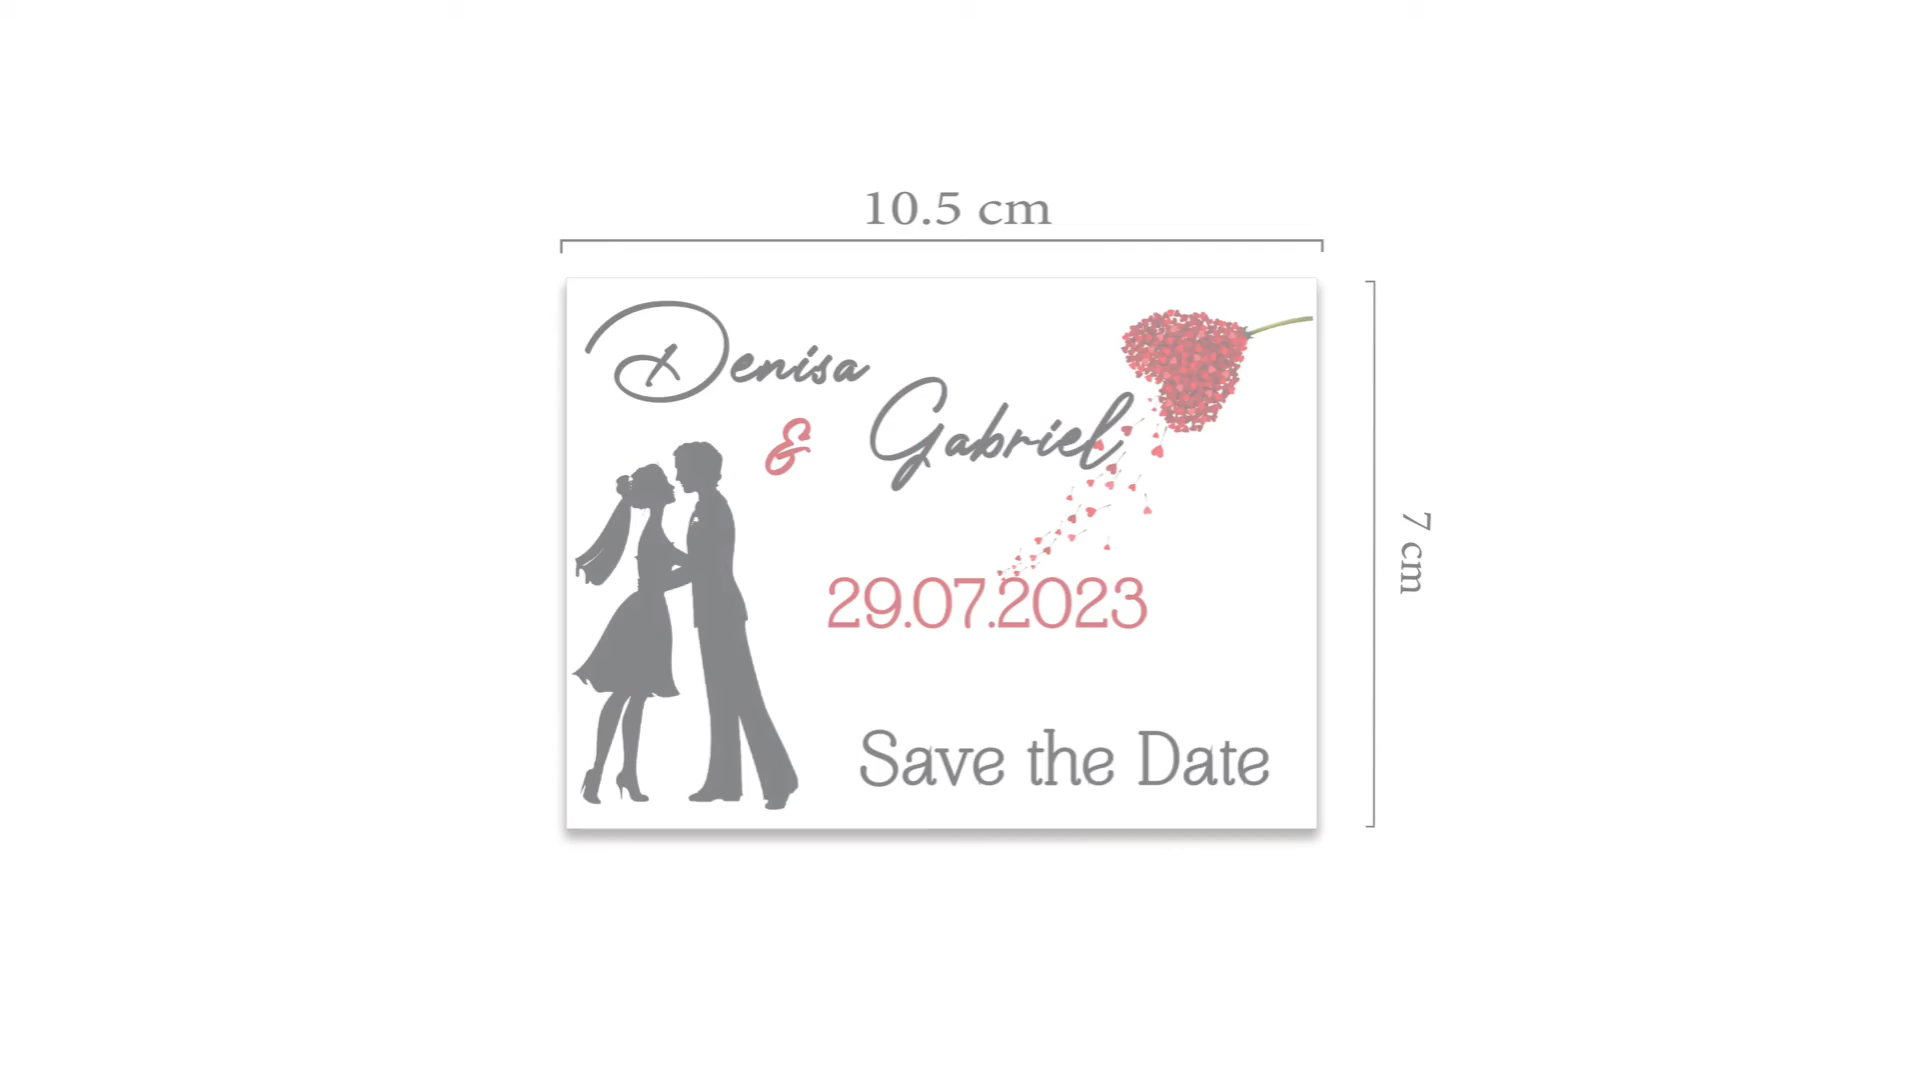 10.5 cm
Denisa
& Gabriel
29.07.2023
Save the Date
7 cm